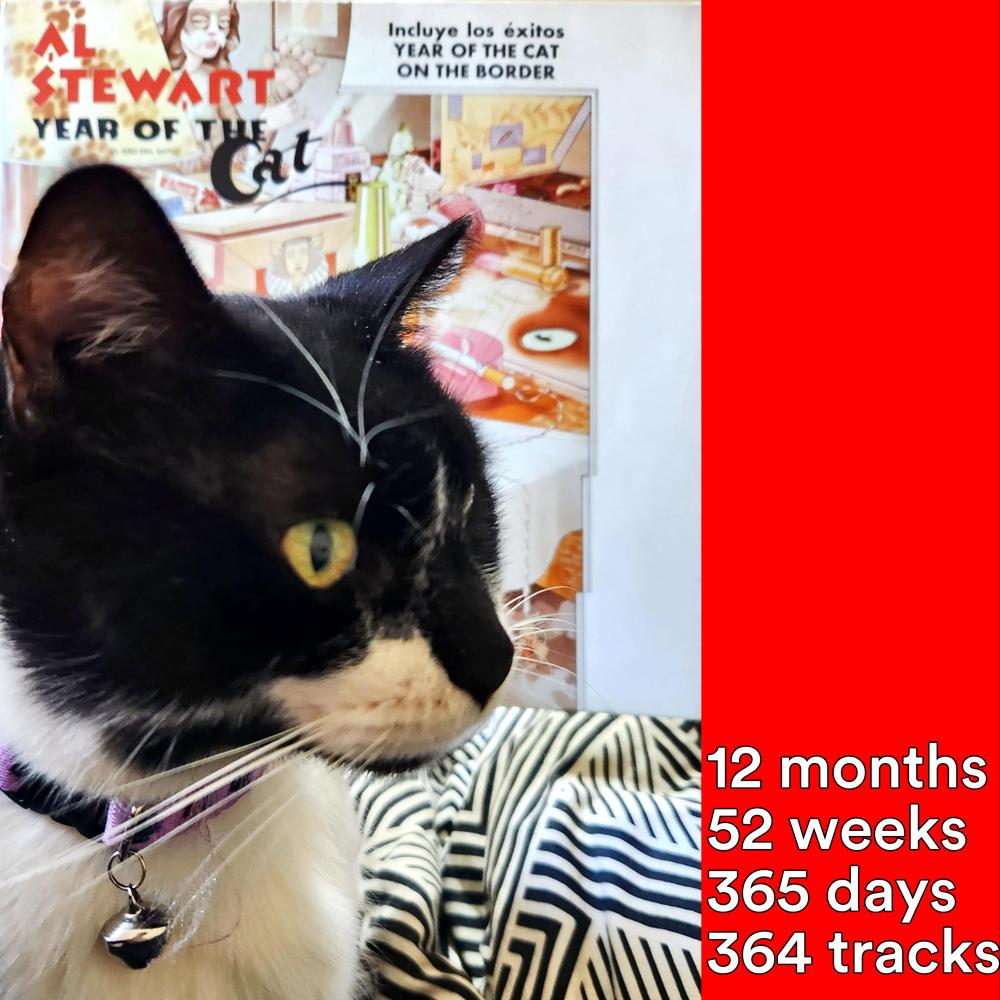 AL
STEWART
YEAR OF THE
Cat
Incluye los éxitos
YEAR OF THE CAT
ON THE BORDER
12 months
52 weeks
365 days
364 tracks